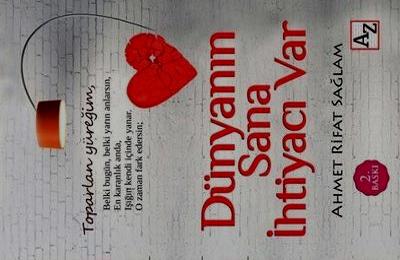 Toparlan yüreğim,
Belki bugün, belki yarın anlarsın,
En karanlık anda,
Işığın kendi içinde yanar.
O zaman fark edersin;
Dünyanın
Sana
İhtiyacı Var
AHMET RİFAT SAĞLAM
2.
BASKI
AZ